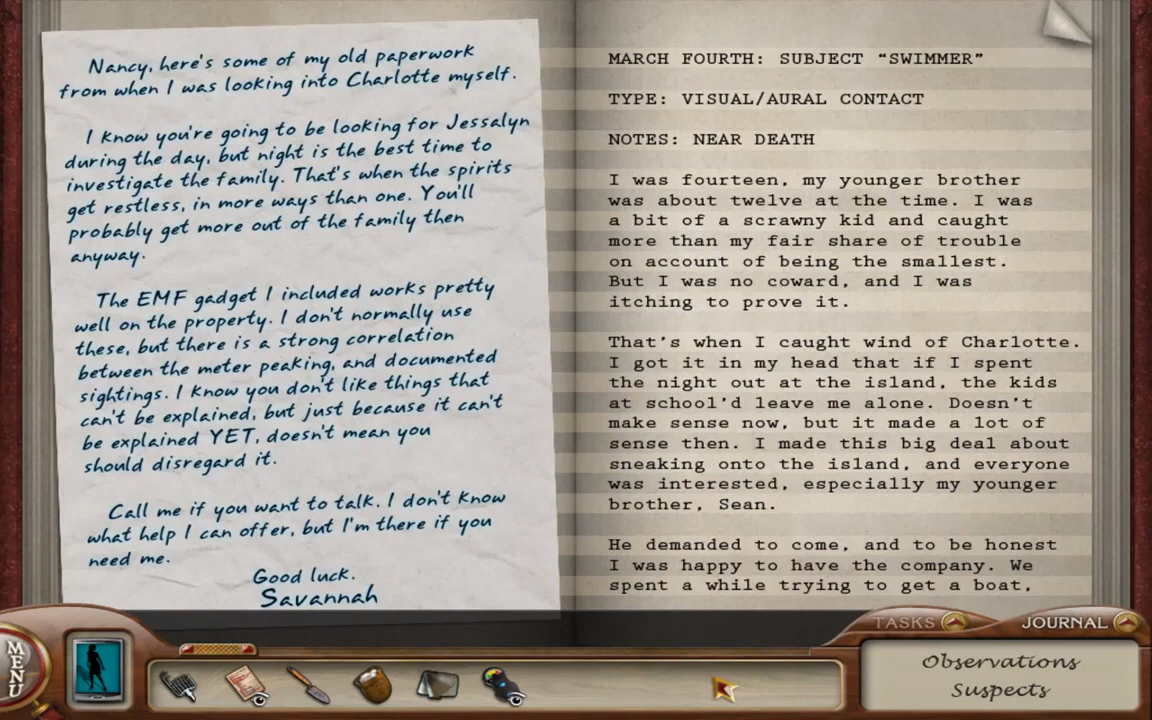 Nancy, here's some of my old paperwork
from when I was looking into Charlotte myself.
I know you're going to be looking for Jessalyn
during the day, but night is the best time to
investigate the family. That's when the spirits
get restless, in more ways than one. You'll
probably get more out of the family then
anyway.
The EMF gadget I included works pretty
well on the property. I don't normally use
these, but there is a strong correlation
between the meter peaking, and documented
sightings. I know you don't like things that
can't be explained, but just because it can't
be explained YET, doesn't mean you
should disregard it.
Call me if you want to talk. I don't know
what help I can offer, but I'm there if you
need me.
Good luck.
Savannah
MARCH FOURTH: SUBJECT “SWIMMER”
TYPE: VISUAL/AURAL CONTACT
NOTES: NEAR DEATH
I was fourteen, my younger brother
was about twelve at the time. I was
a bit of a scrawny kid and caught
more than my fair share of trouble
on account of being the smallest.
But I was no coward, and I was
itching to prove it.
That's when I caught wind of Charlotte.
I got it in my head that if I spent
the night out at the island, the kids
at school'd leave me alone. Doesn't
make sense now, but it made a lot of
sense then. I made this big deal about
sneaking onto the island, and everyone
was interested, especially my younger
brother, Sean.
He demanded to come, and to be honest
I was happy to have the company. We
spent a while trying to get a boat,
TASKS
JOURNAL
MENU
Observations
Suspects